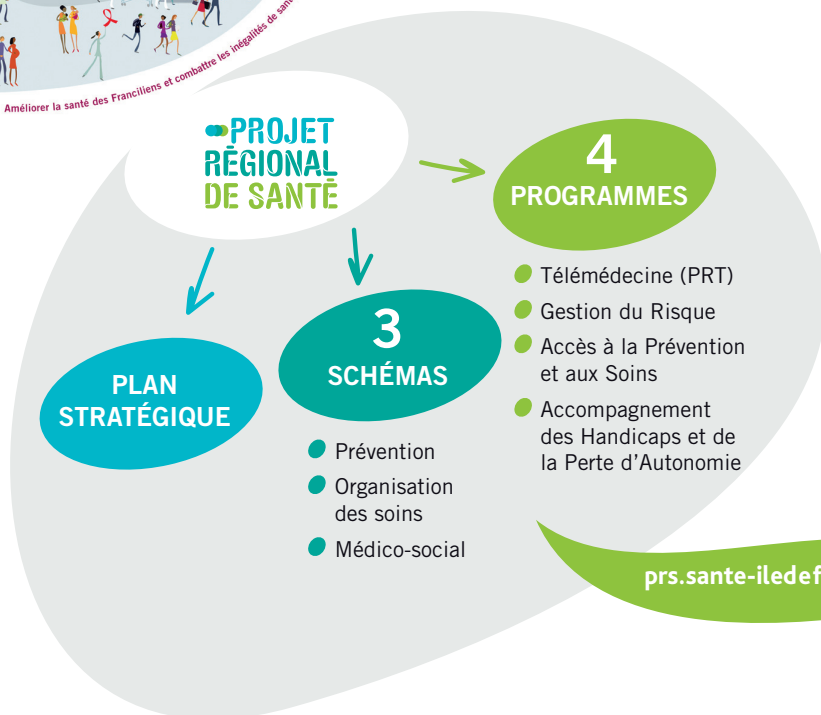 Améliorer la santé des Franciliens et combattre les inégalités de
PROJET
RÉGIONAL
DE SANTÉ
4
PROGRAMMES
Télémédecine (PRT)
Gestion du Risque
Accès à la Prévention
et aux Soins
Accompagnement
des Handicaps et de
la Perte d’Autonomie
3
SCHÉMAS
Prévention
Organisation
des soins
Médico-social
PLAN
STRATÉGIQUE
prs.sante-iledef